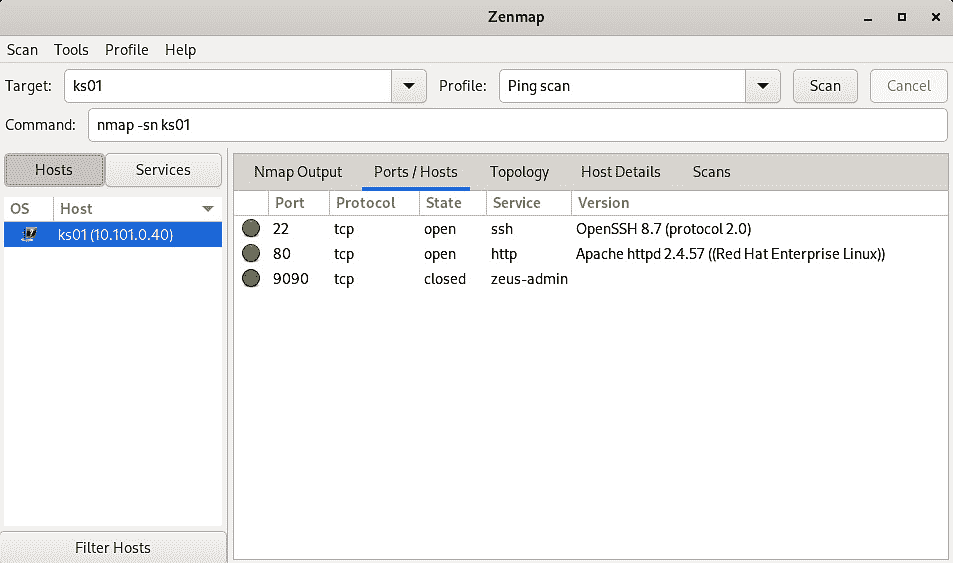 Zenmap
Scan Tools Profile Help
Target: ks01 Profile: Ping scan Scan Cancel
Command: nmap -sn ks01
Hosts Services
Nmap Output Ports / Hosts Topology Host Details Scans
OS Host
ks01 (10.101.0.40)
Port Protocol State Service Version
22 tcp open ssh OpenSSH 8.7 (protocol 2.0)
80 tcp open http Apache httpd 2.4.57 ((Red Hat Enterprise Linux))
9090 tcp closed zeus-admin
Filter Hosts